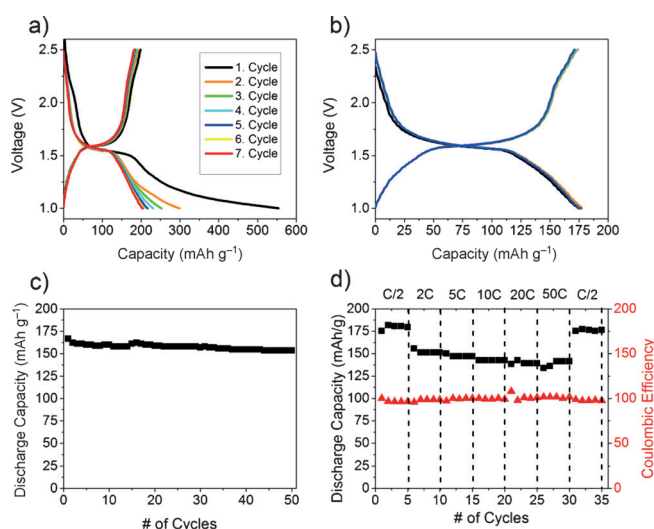 a)
2.5
2.0
1.5
1.0
Voltage (V)
1. Cycle
2. Cycle
3. Cycle
4. Cycle
5. Cycle
6. Cycle
7. Cycle
0 100 200 300 400 500 600
Capacity (mAh g⁻¹)
b)
2.5
2.0
1.5
1.0
Voltage (V)
0 25 50 75 100 125 150 175 200
Capacity (mAh g⁻¹)
c)
200
175
150
125
100
75
50
25
0
Discharge Capacity (mAh g⁻¹)
0 10 20 30 40 50
# of Cycles
d)
C/2 2C 5C 10C 20C 50C C/2
200
175
150
125
100
75
50
25
0
Discharge Capacity (mAh/g)
200
150
100
50
0
Coulombic Efficiency
0 5 10 15 20 25 30 35
# of Cycles